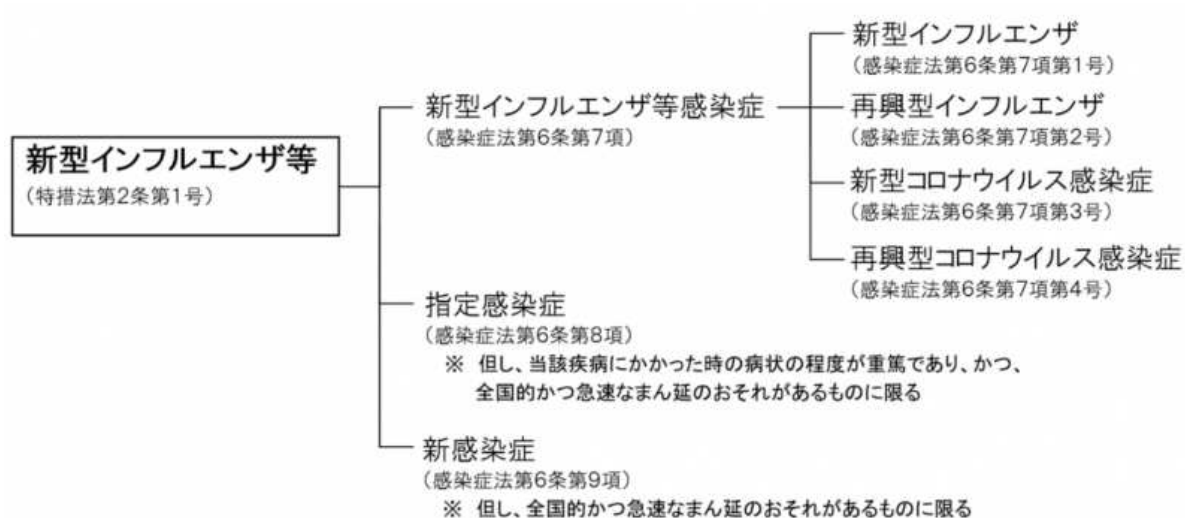 新型インフルエンザ等
(特措法第2条第1号)
新型インフルエンザ等感染症
(感染症法第6条第7項)
新型インフルエンザ
(感染症法第6条第7項第1号)
再興型インフルエンザ
(感染症法第6条第7項第2号)
新型コロナウイルス感染症
(感染症法第6条第7項第3号)
再興型コロナウイルス感染症
(感染症法第6条第7項第4号)
指定感染症
(感染症法第6条第8項)
※ 但し、当該疾病にかかった時の病状の程度が重篤であり、かつ、
全国的かつ急速なまん延のおそれがあるものに限る
新感染症
(感染症法第6条第9項)
※ 但し、全国的かつ急速なまん延のおそれがあるものに限る